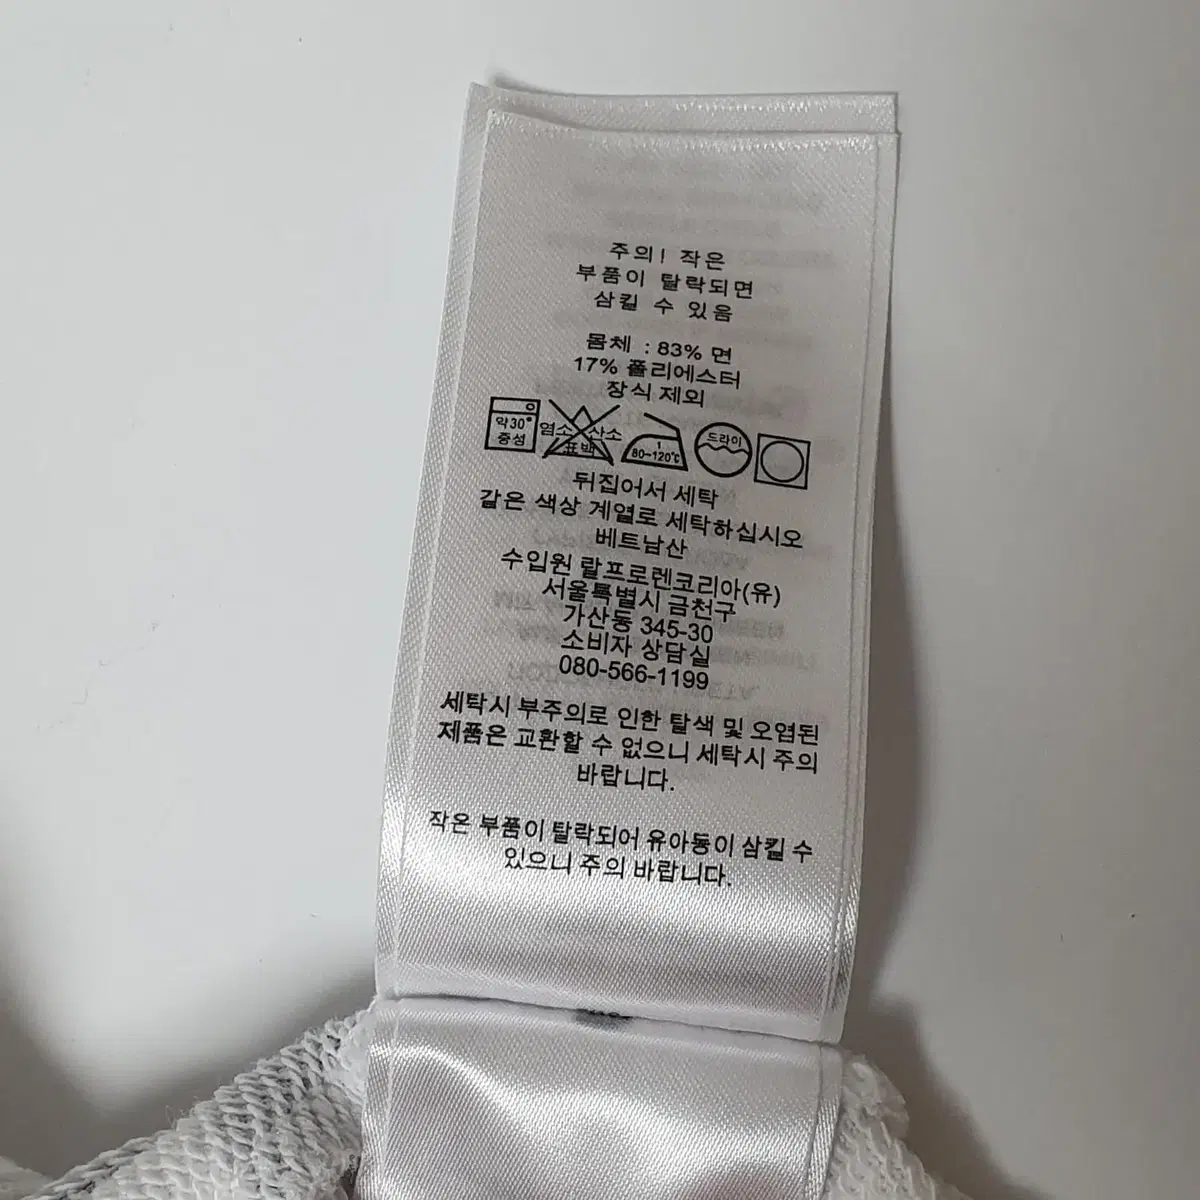 주의! 작은
부품이 탈락되면
삼킬 수 있음
몸체 : 83% 면
17% 폴리에스터
장식 제외
약30°
중성
염소 산소
표백
1
80~120℃
드라이
뒤집어서 세탁
같은 색상 계열로 세탁하십시오
베트남산
수입원 랄프로렌코리아(유)
서울특별시 금천구
가산동 345-30
소비자 상담실
080-566-1199
세탁시 부주의로 인한 탈색 및 오염된
제품은 교환할 수 없으니 세탁시 주의
바랍니다.
작은 부품이 탈락되어 유아동이 삼킬 수
있으니 주의 바랍니다.